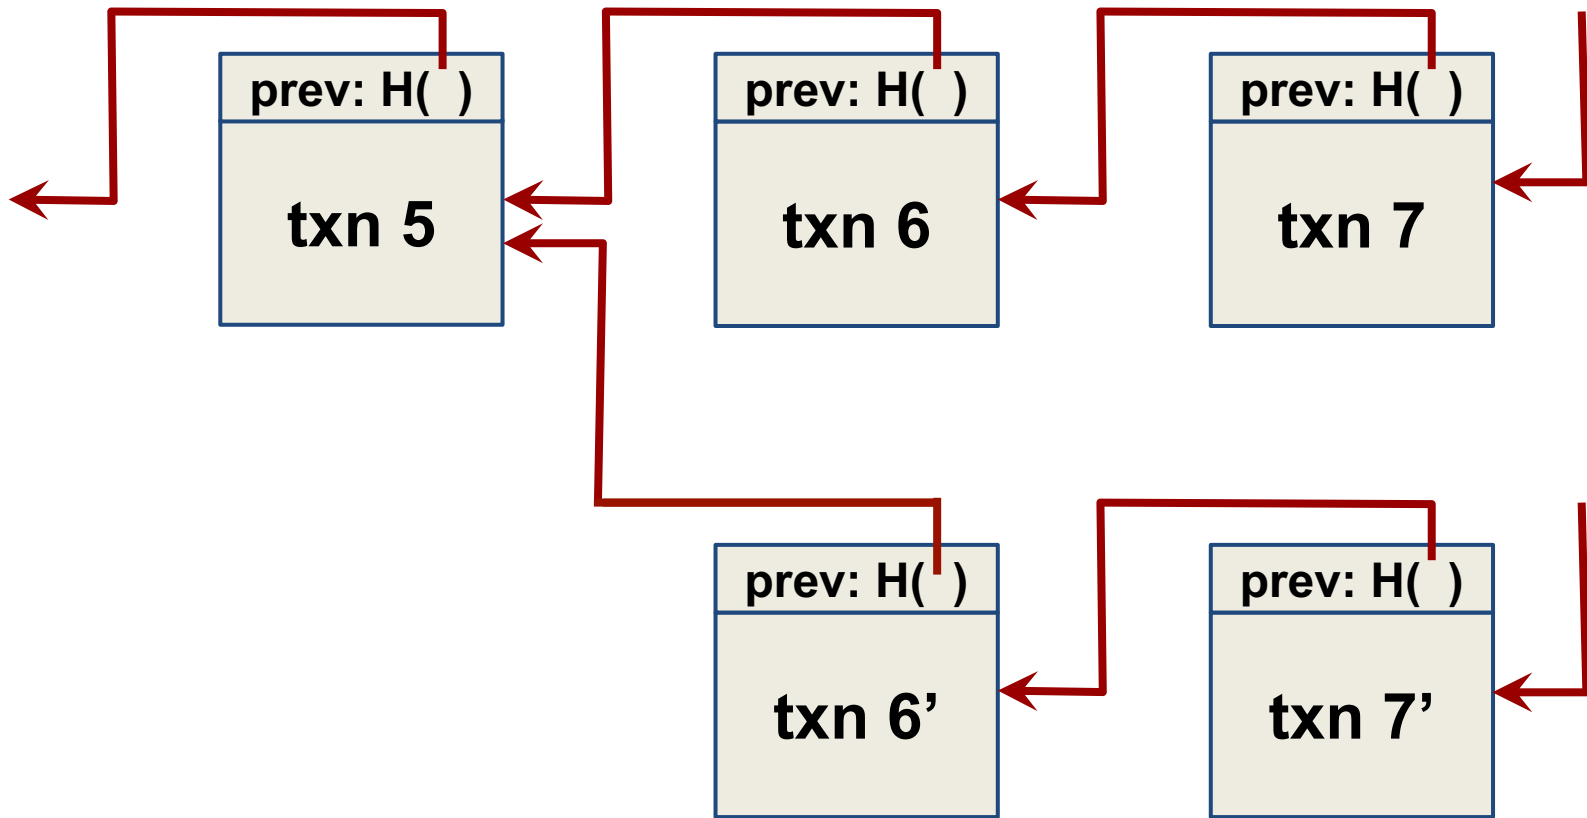 prev: H( )
txn 5
prev: H( )
txn 6
prev: H( )
txn 7
prev: H( )
txn 6’
prev: H( )
txn 7’